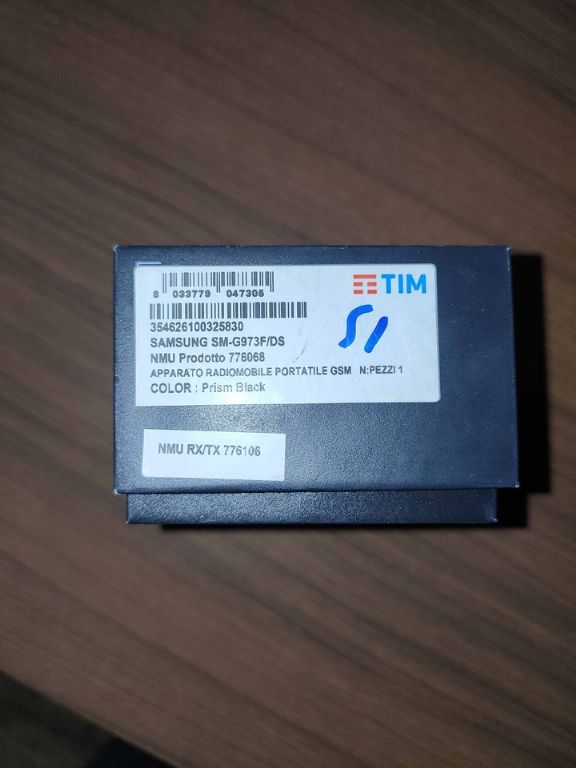 8 033779 047305
TIM
354626100325830
SAMSUNG SM-G973F/DS
NMU Prodotto 776068
APPARATO RADIOMOBILE PORTATILE GSM N:PEZZI 1
COLOR : Prism Black
NMU RX/TX 776106